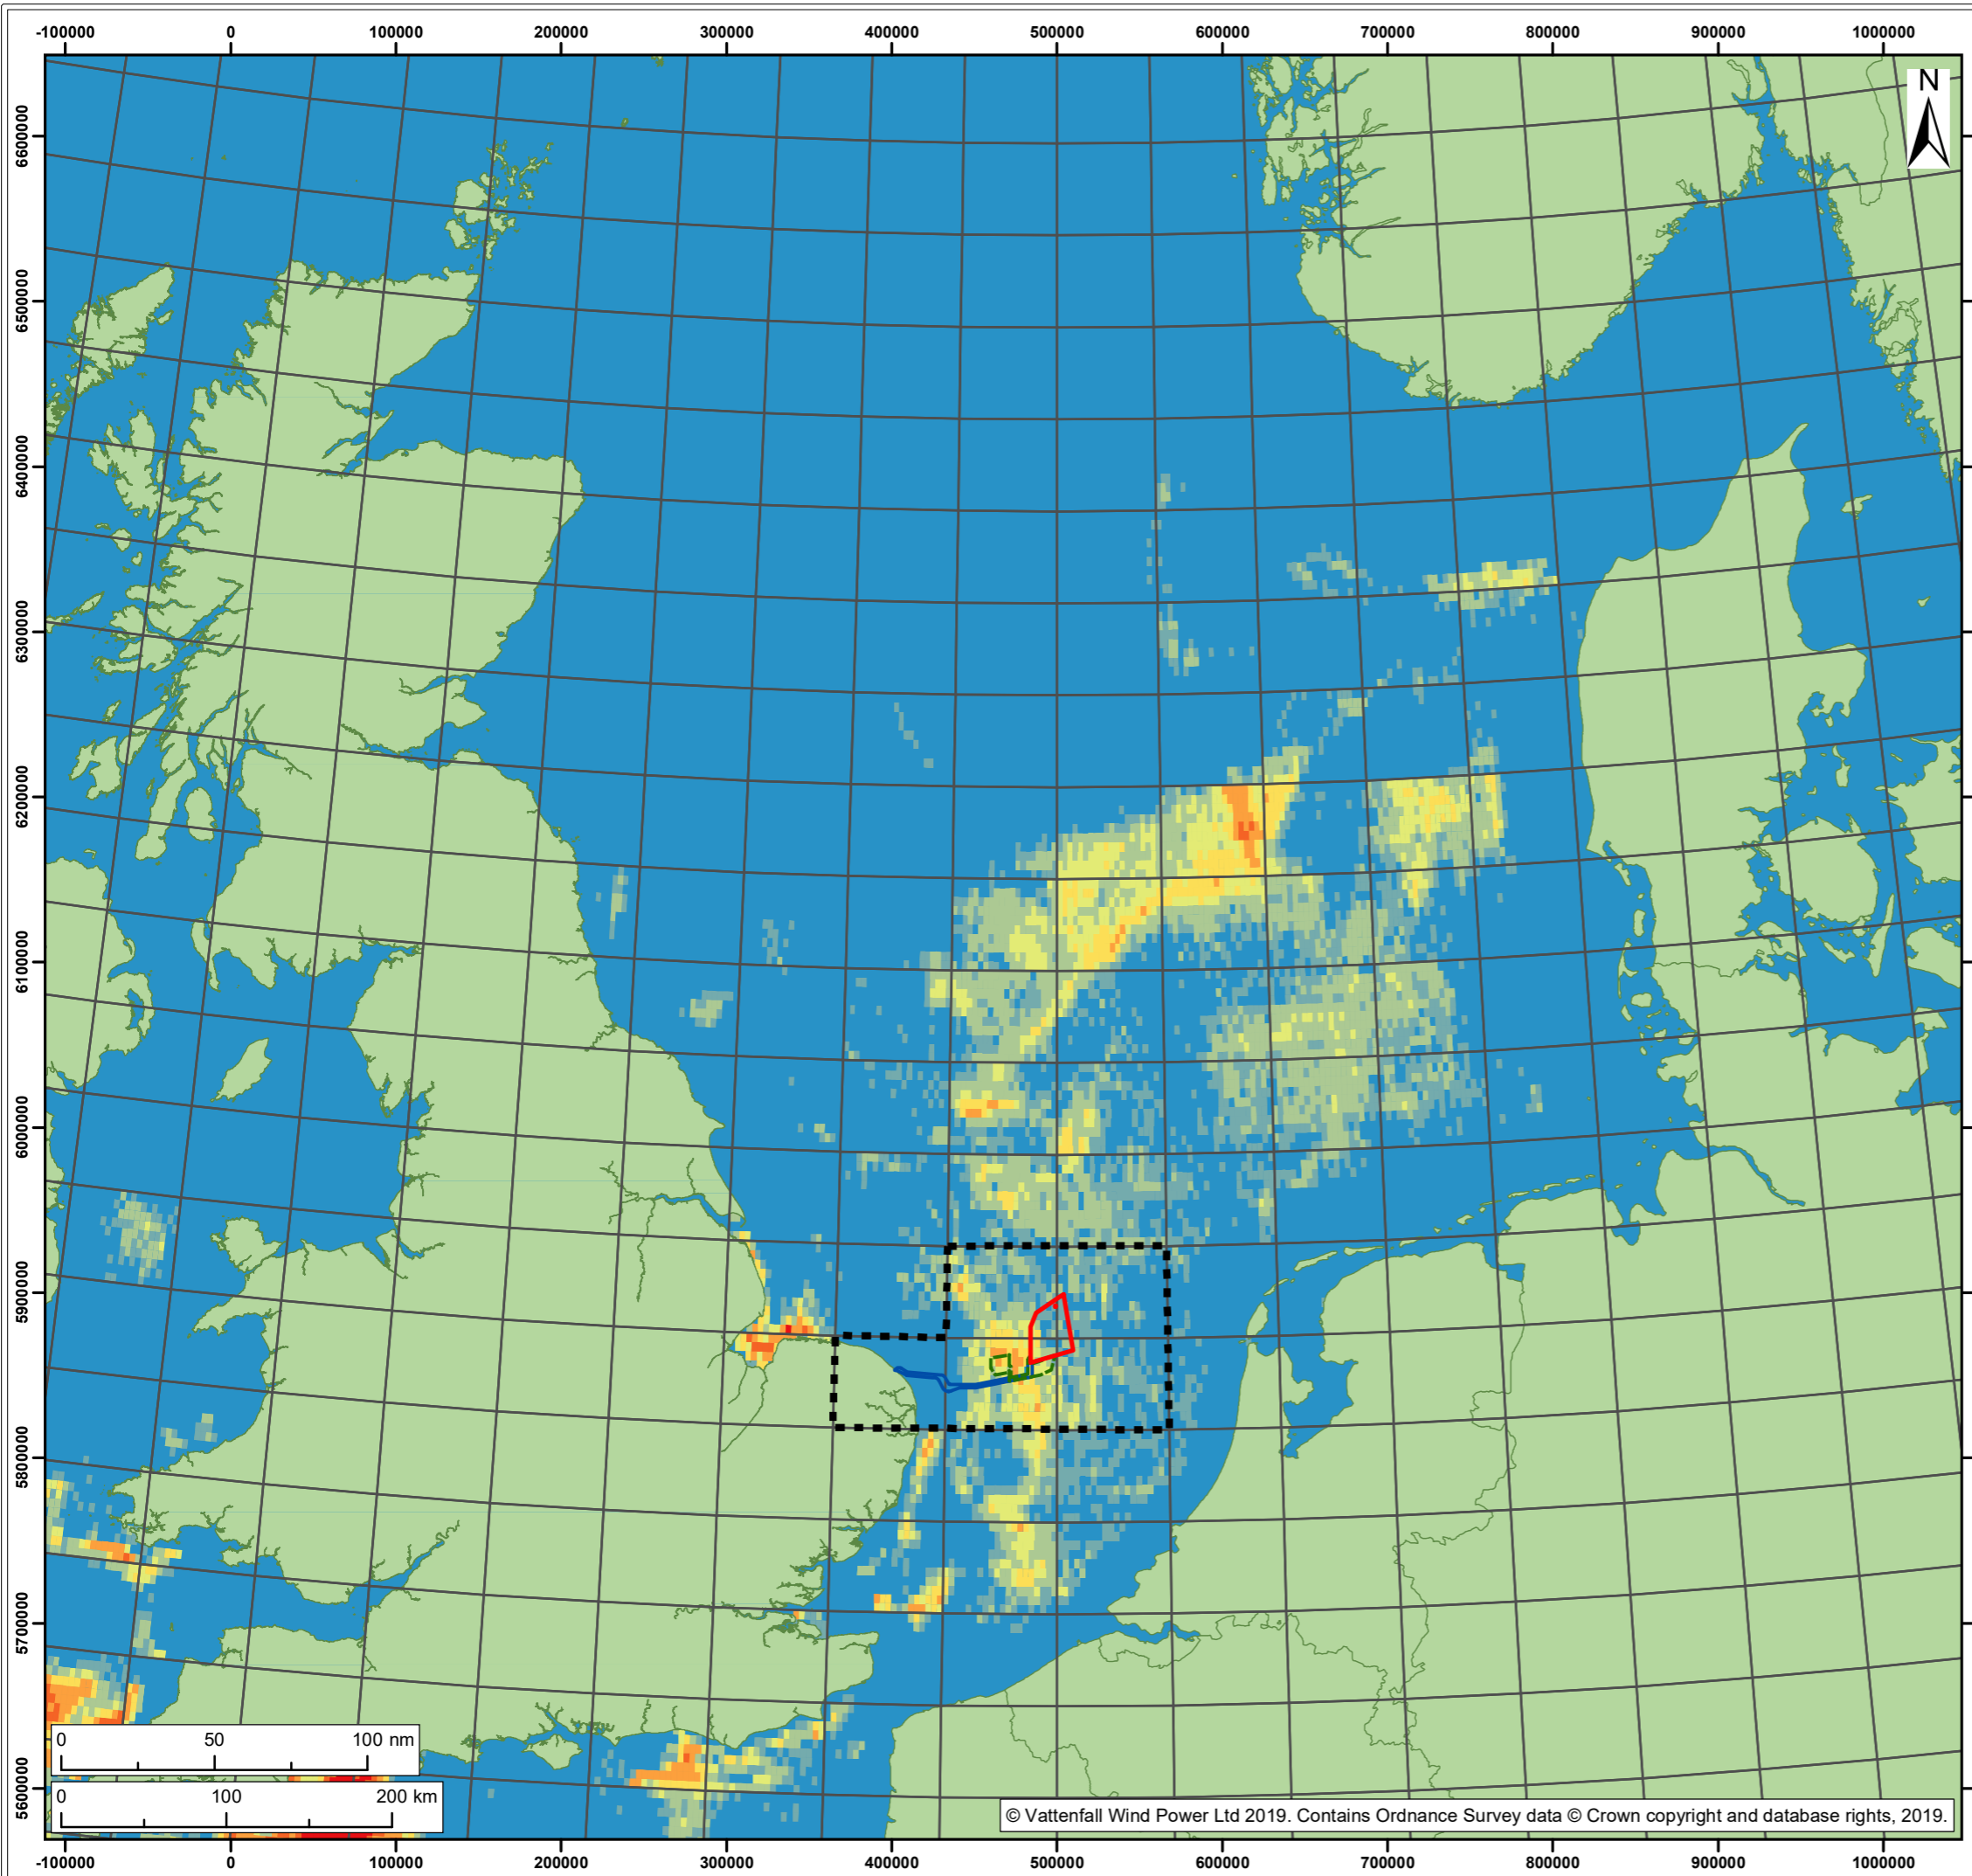 -100000 0 100000 200000 300000 400000 500000 600000 700000 800000 900000 1000000
N
6600000
6500000
6400000
6300000
6200000
6100000
6000000
5900000
5800000
5700000
5600000
0 50 100 nm
0 100 200 km
© Vattenfall Wind Power Ltd 2019. Contains Ordnance Survey data © Crown copyright and database rights, 2019.
-100000 0 100000 200000 300000 400000 500000 600000 700000 800000 900000 1000000